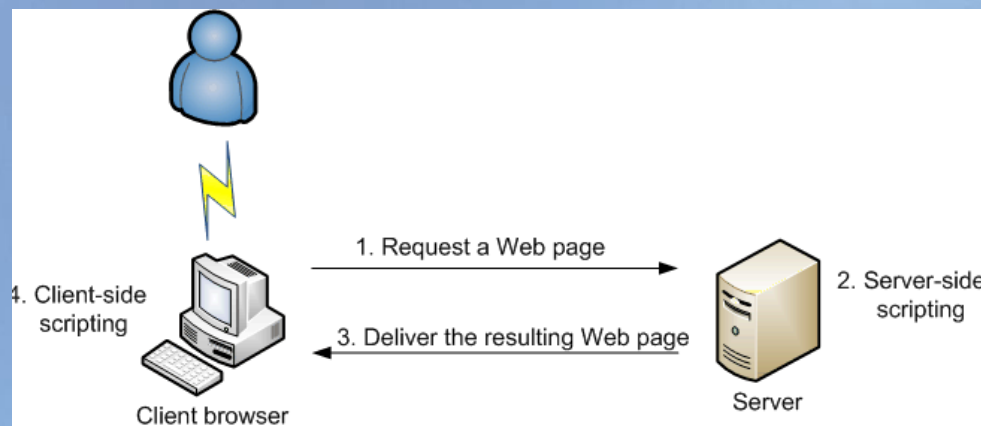 1. Request a Web page
4. Client-side
scripting
2. Server-side
scripting
3. Deliver the resulting Web page
Client browser
Server